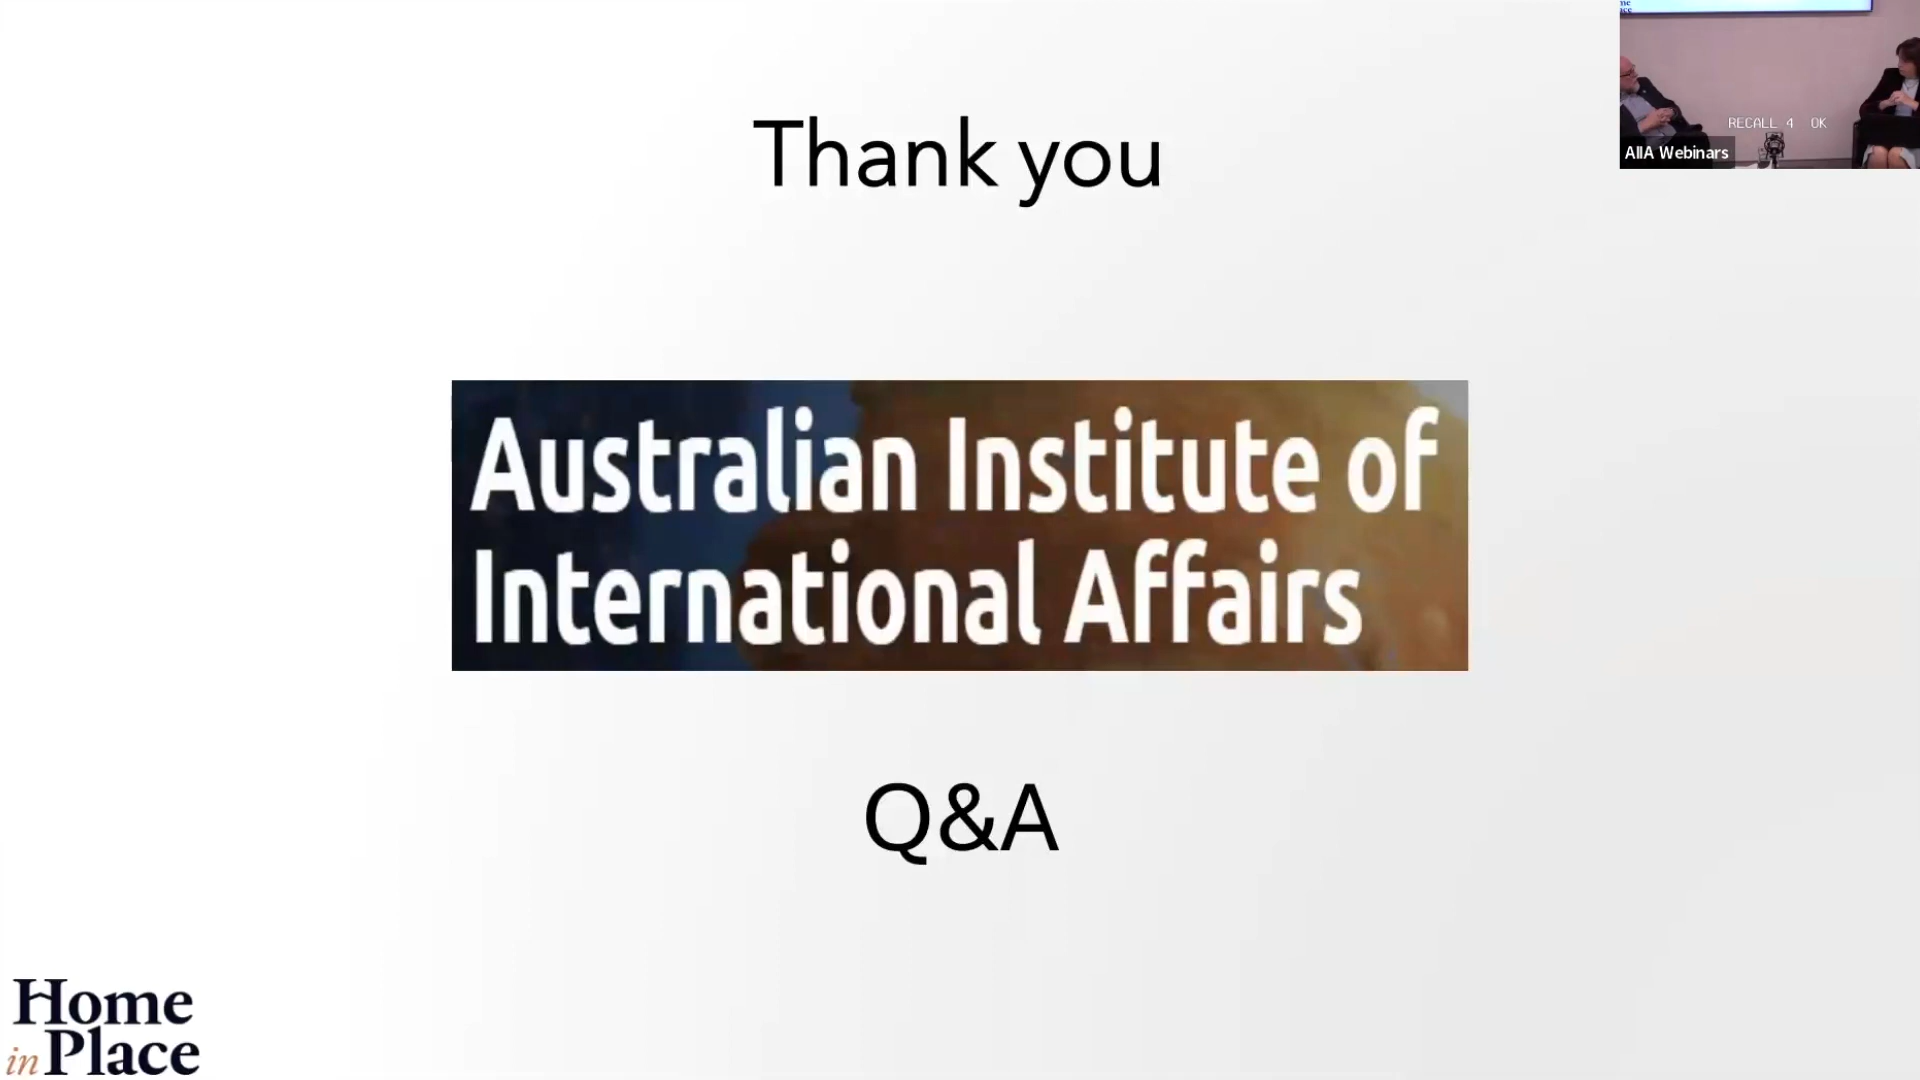 Thank you
Australian Institute of
International Affairs
Q&A
Home
in Place
RECALL 4 OK
AIIA Webinars